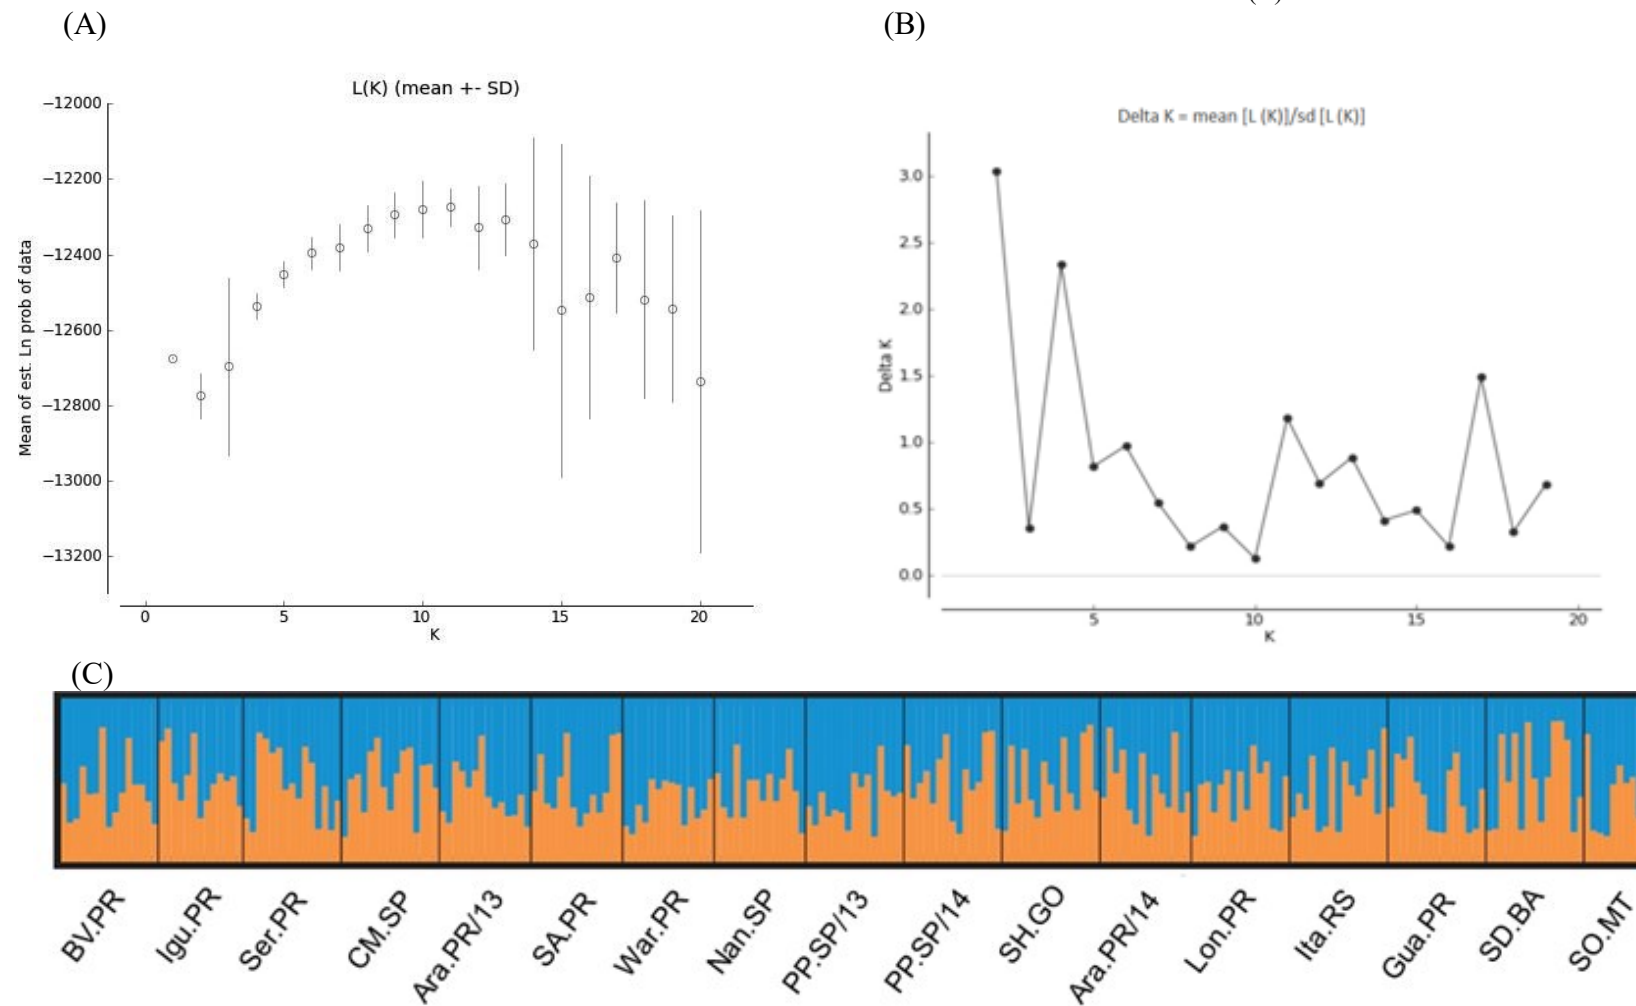 (A)
(B)
L(K) (mean +- SD)
−12000
−12200
−12400
−12600
−12800
−13000
−13200
Mean of est. Ln prob of data
0 5 10 15 20
K
Delta K = mean [L (K)]/sd [L (K)]
3.0
2.5
2.0
1.5
1.0
0.5
0.0
Delta K
5 10 15 20
K
(C)
BV.PR
Igu.PR
Ser.PR
CM.SP
Ara.PR/13
SA.PR
War.PR
Nan.SP
PP.SP/13
PP.SP/14
SH.GO
Ara.PR/14
Lon.PR
Ita.RS
Gua.PR
SD.BA
SO.MT